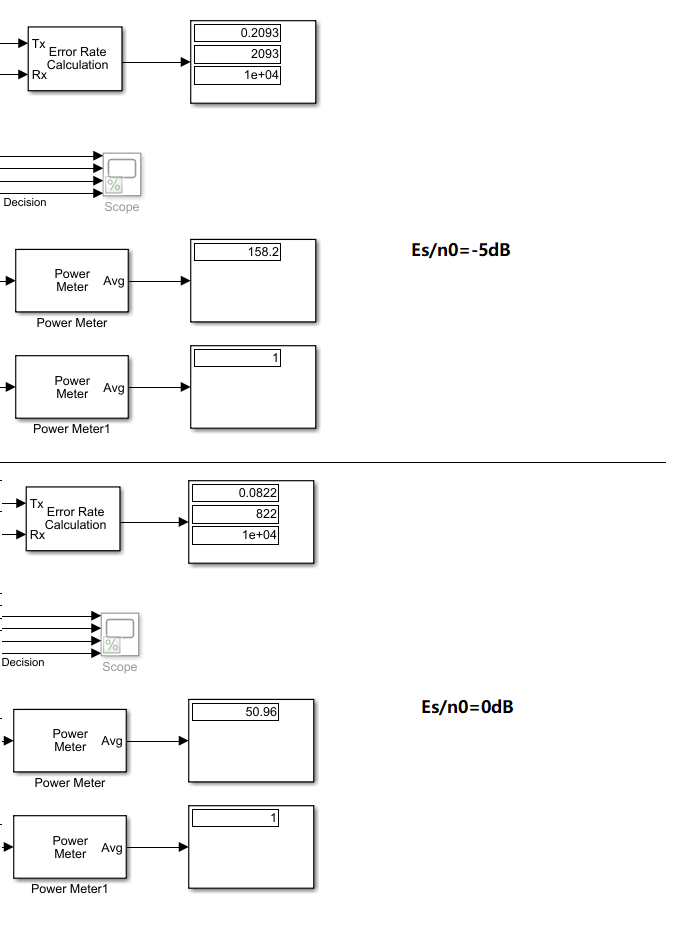 Tx
Error Rate
Calculation
Rx
0.2093
2093
1e+04
%
Decision
Scope
Power
Meter
Avg
Power Meter
158.2
Es/n0=-5dB
Power
Meter
Avg
Power Meter1
1
Tx
Error Rate
Calculation
Rx
0.0822
822
1e+04
%
Decision
Scope
Power
Meter
Avg
Power Meter
50.96
Es/n0=0dB
Power
Meter
Avg
Power Meter1
1